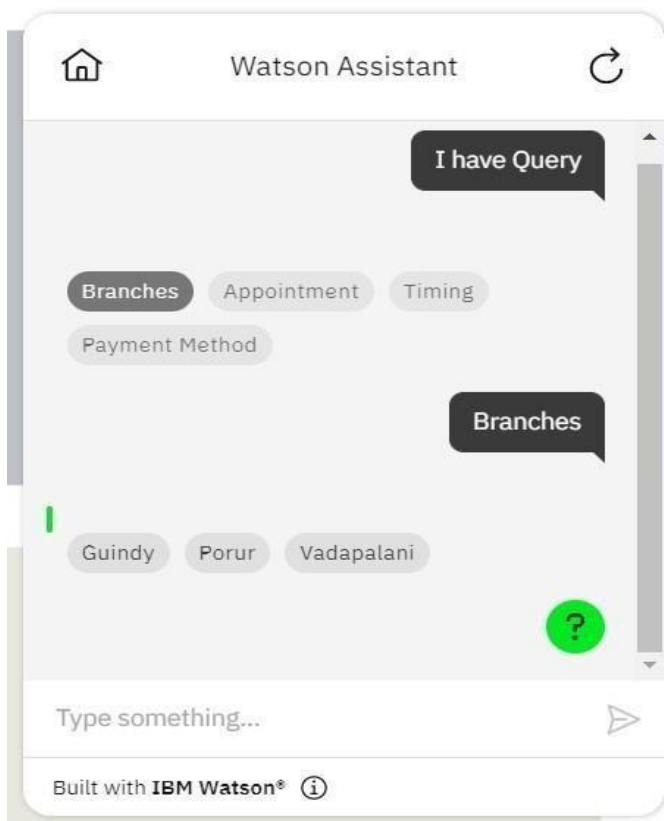 Watson Assistant
I have Query
Branches Appointment Timing
Payment Method
Branches
Guindy Porur Vadapalani
?
Type something...
Built with IBM Watson®